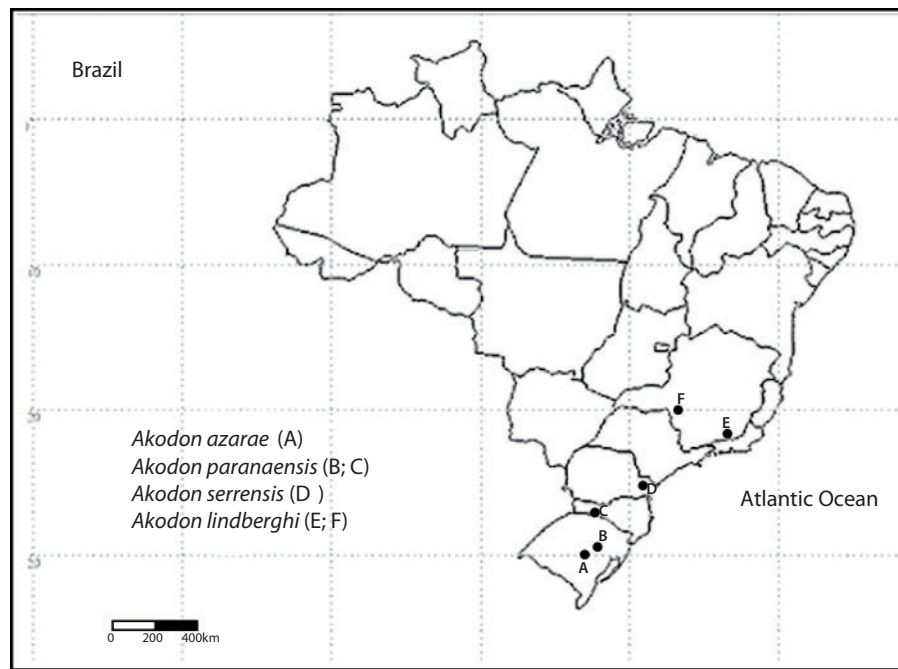 Brazil
Akodon azarae (A)
Akodon paranaensis (B; C)
Akodon serrensis (D )
Akodon lindberghi (E; F)
F
E
D
C
B
A
Atlantic Ocean
0 200 400km